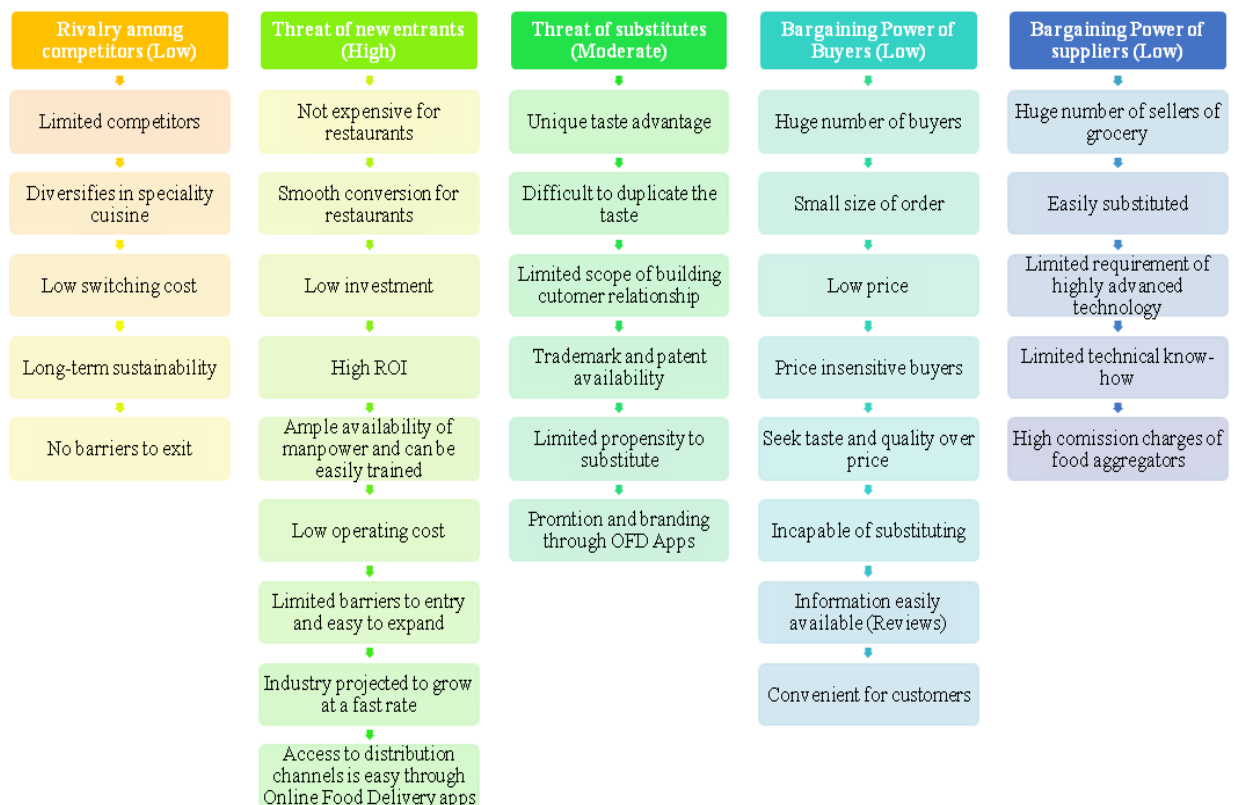 Rivalry among
competitors (Low)
Limited competitors
Diversifies in speciality
cuisine
Low switching cost
Long-term sustainability
No barriers to exit
Threat of new entrants
(High)
Not expensive for
restaurants
Smooth conversion for
restaurants
Low investment
High ROI
Ample availability of
manpower and can be
easily trained
Low operating cost
Limited barriers to entry
and easy to expand
Industry projected to grow
at a fast rate
Access to distribution
channels is easy through
Online Food Delivery apps
Threat of substitutes
(Moderate)
Unique taste advantage
Difficult to duplicate the
taste
Limited scope of building
cutomer relationship
Trademark and patent
availability
Limited propensity to
substitute
Promtion and branding
through OFD Apps
Bargaining Power of
Buyers (Low)
Huge number of buyers
Small size of order
Low price
Price insensitive buyers
Seek taste and quality over
price
Incapable of substituting
Information easily
available (Reviews)
Convenient for customers
Bargaining Power of
suppliers (Low)
Huge number of sellers of
grocery
Easily substituted
Limited requirement of
highly advanced
technology
Limited technical know-
how
High comission charges of
food aggregators